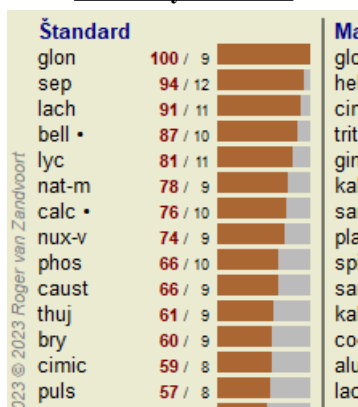 Štandard
glon 100 / 9
sep 94 / 12
lach 91 / 11
bell • 87 / 10
lyc 81 / 11
nat-m 78 / 9
calc • 76 / 10
nux-v 74 / 9
phos 66 / 10
caust 66 / 9
thuj 61 / 9
bry 60 / 9
cimic 59 / 8
puls 57 / 8
2023 © 2023 Roger van Zandvoort